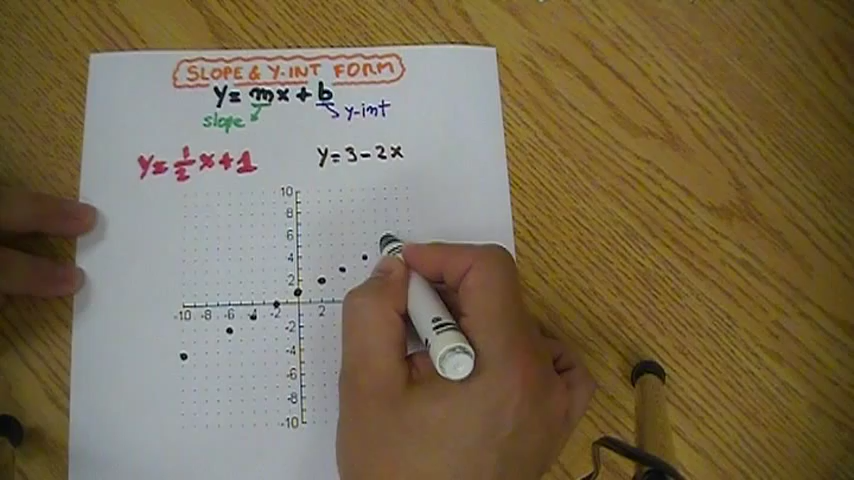 SLOPE & Y-INT FORM
y = mx + b
slope y-int
y = 1/2 x + 1 y = 3 - 2x
10
8
6
4
2
-10 -8 -6 -4 -2 2
-2
-4
-6
-8
-10